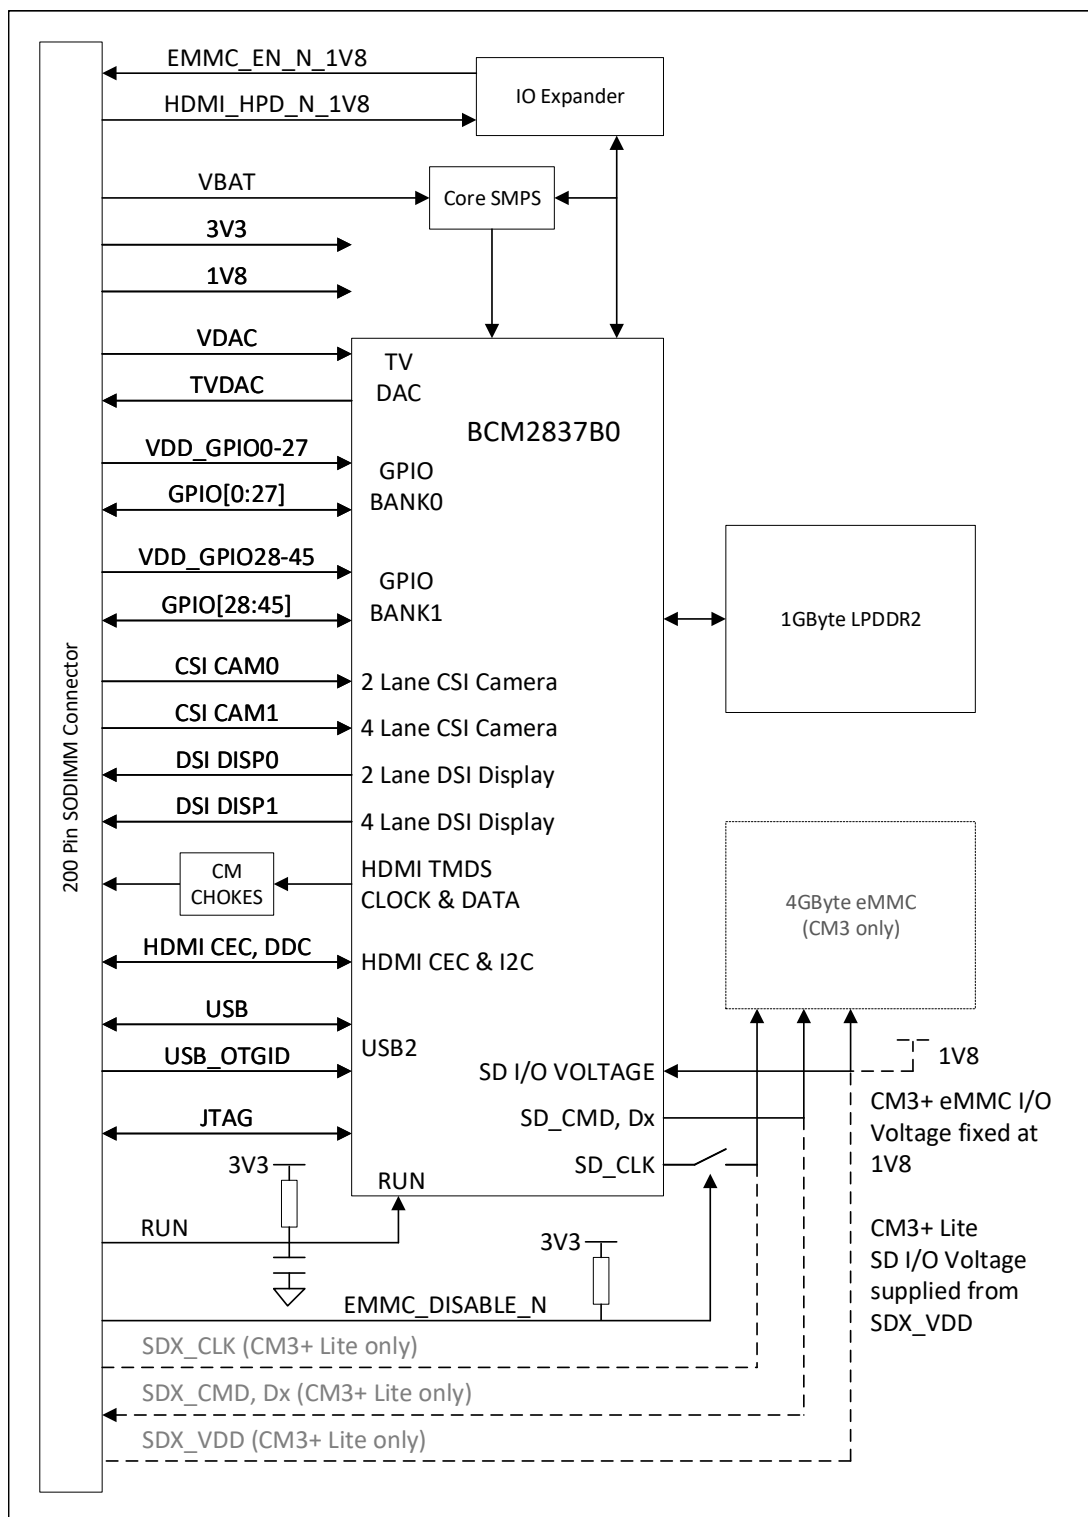 EMMC_EN_N_1V8
IO Expander
HDMI_HPD_N_1V8
VBAT
Core SMPS
3V3
1V8
VDAC
TV
DAC
TVDAC
BCM2837B0
VDD_GPIO0-27
GPIO
BANK0
GPIO[0:27]
VDD_GPIO28-45
GPIO
BANK1
GPIO[28:45]
1GByte LPDDR2
200 Pin SODIMM Connector
CSI CAM0
2 Lane CSI Camera
CSI CAM1
4 Lane CSI Camera
DSI DISP0
2 Lane DSI Display
DSI DISP1
4 Lane DSI Display
CM
CHOKES
HDMI TMDS
CLOCK & DATA
4GByte eMMC
(CM3 only)
HDMI CEC, DDC
HDMI CEC & I2C
USB
USB2
USB_OTGID
SD I/O VOLTAGE
1V8
CM3+ eMMC I/O
Voltage fixed at
1V8
SD_CMD, Dx
JTAG
SD_CLK
3V3
RUN
RUN
3V3
CM3+ Lite
SD I/O Voltage
supplied from
SDX_VDD
EMMC_DISABLE_N
SDX_CLK (CM3+ Lite only)
SDX_CMD, Dx (CM3+ Lite only)
SDX_VDD (CM3+ Lite only)